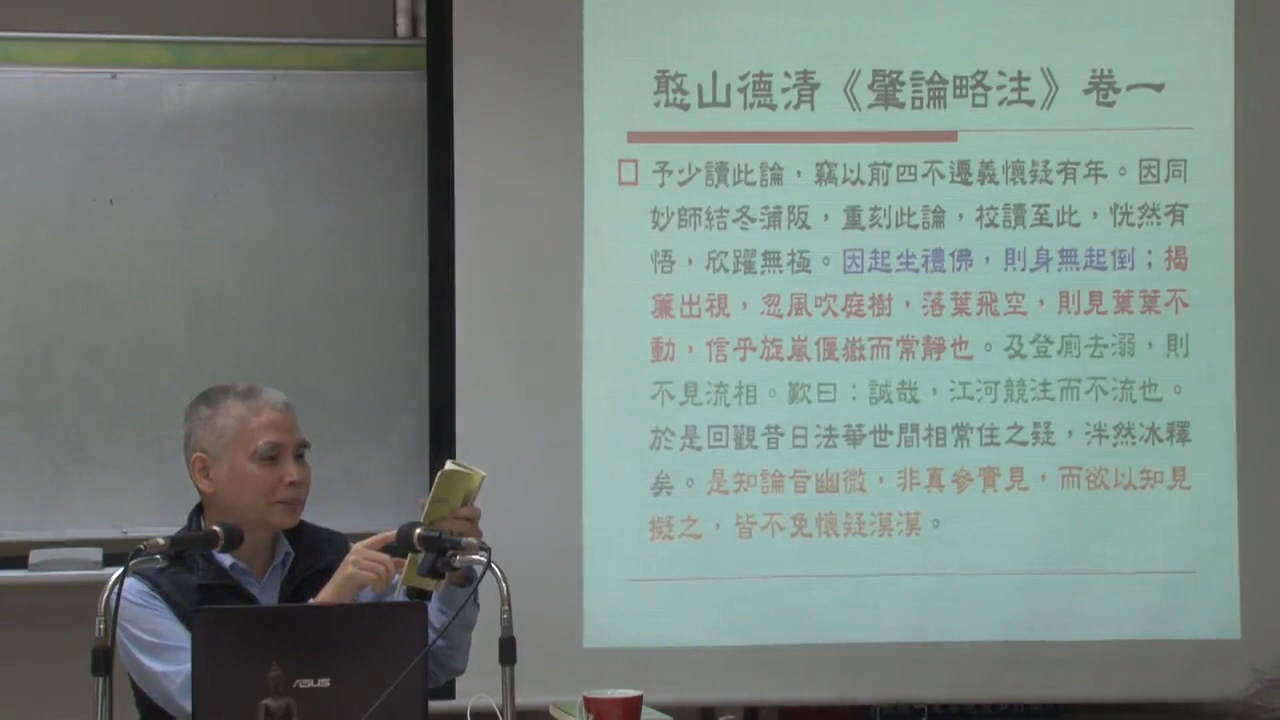 憨山德清《肇論略注》卷一
予少讀此論，竊以前四不遷義懷疑有年。因同
妙師結冬蒲阪，重刻此論，校讀至此，恍然有
悟，欣躍無極。因起坐禮佛，則身無起倒；揭
簾出視，忽風吹庭樹，落葉飛空，則見葉葉不
動，信乎旋嵐偃嶽而常靜也。及登廁去溺，則
不見流相。歎曰：誠哉，江河競注而不流也。
於是回觀昔日法華世間相常住之疑，泮然冰釋
矣。是知論旨幽微，非真參實見，而欲以知見
擬之，皆不免懷疑漠漠。
ASUS